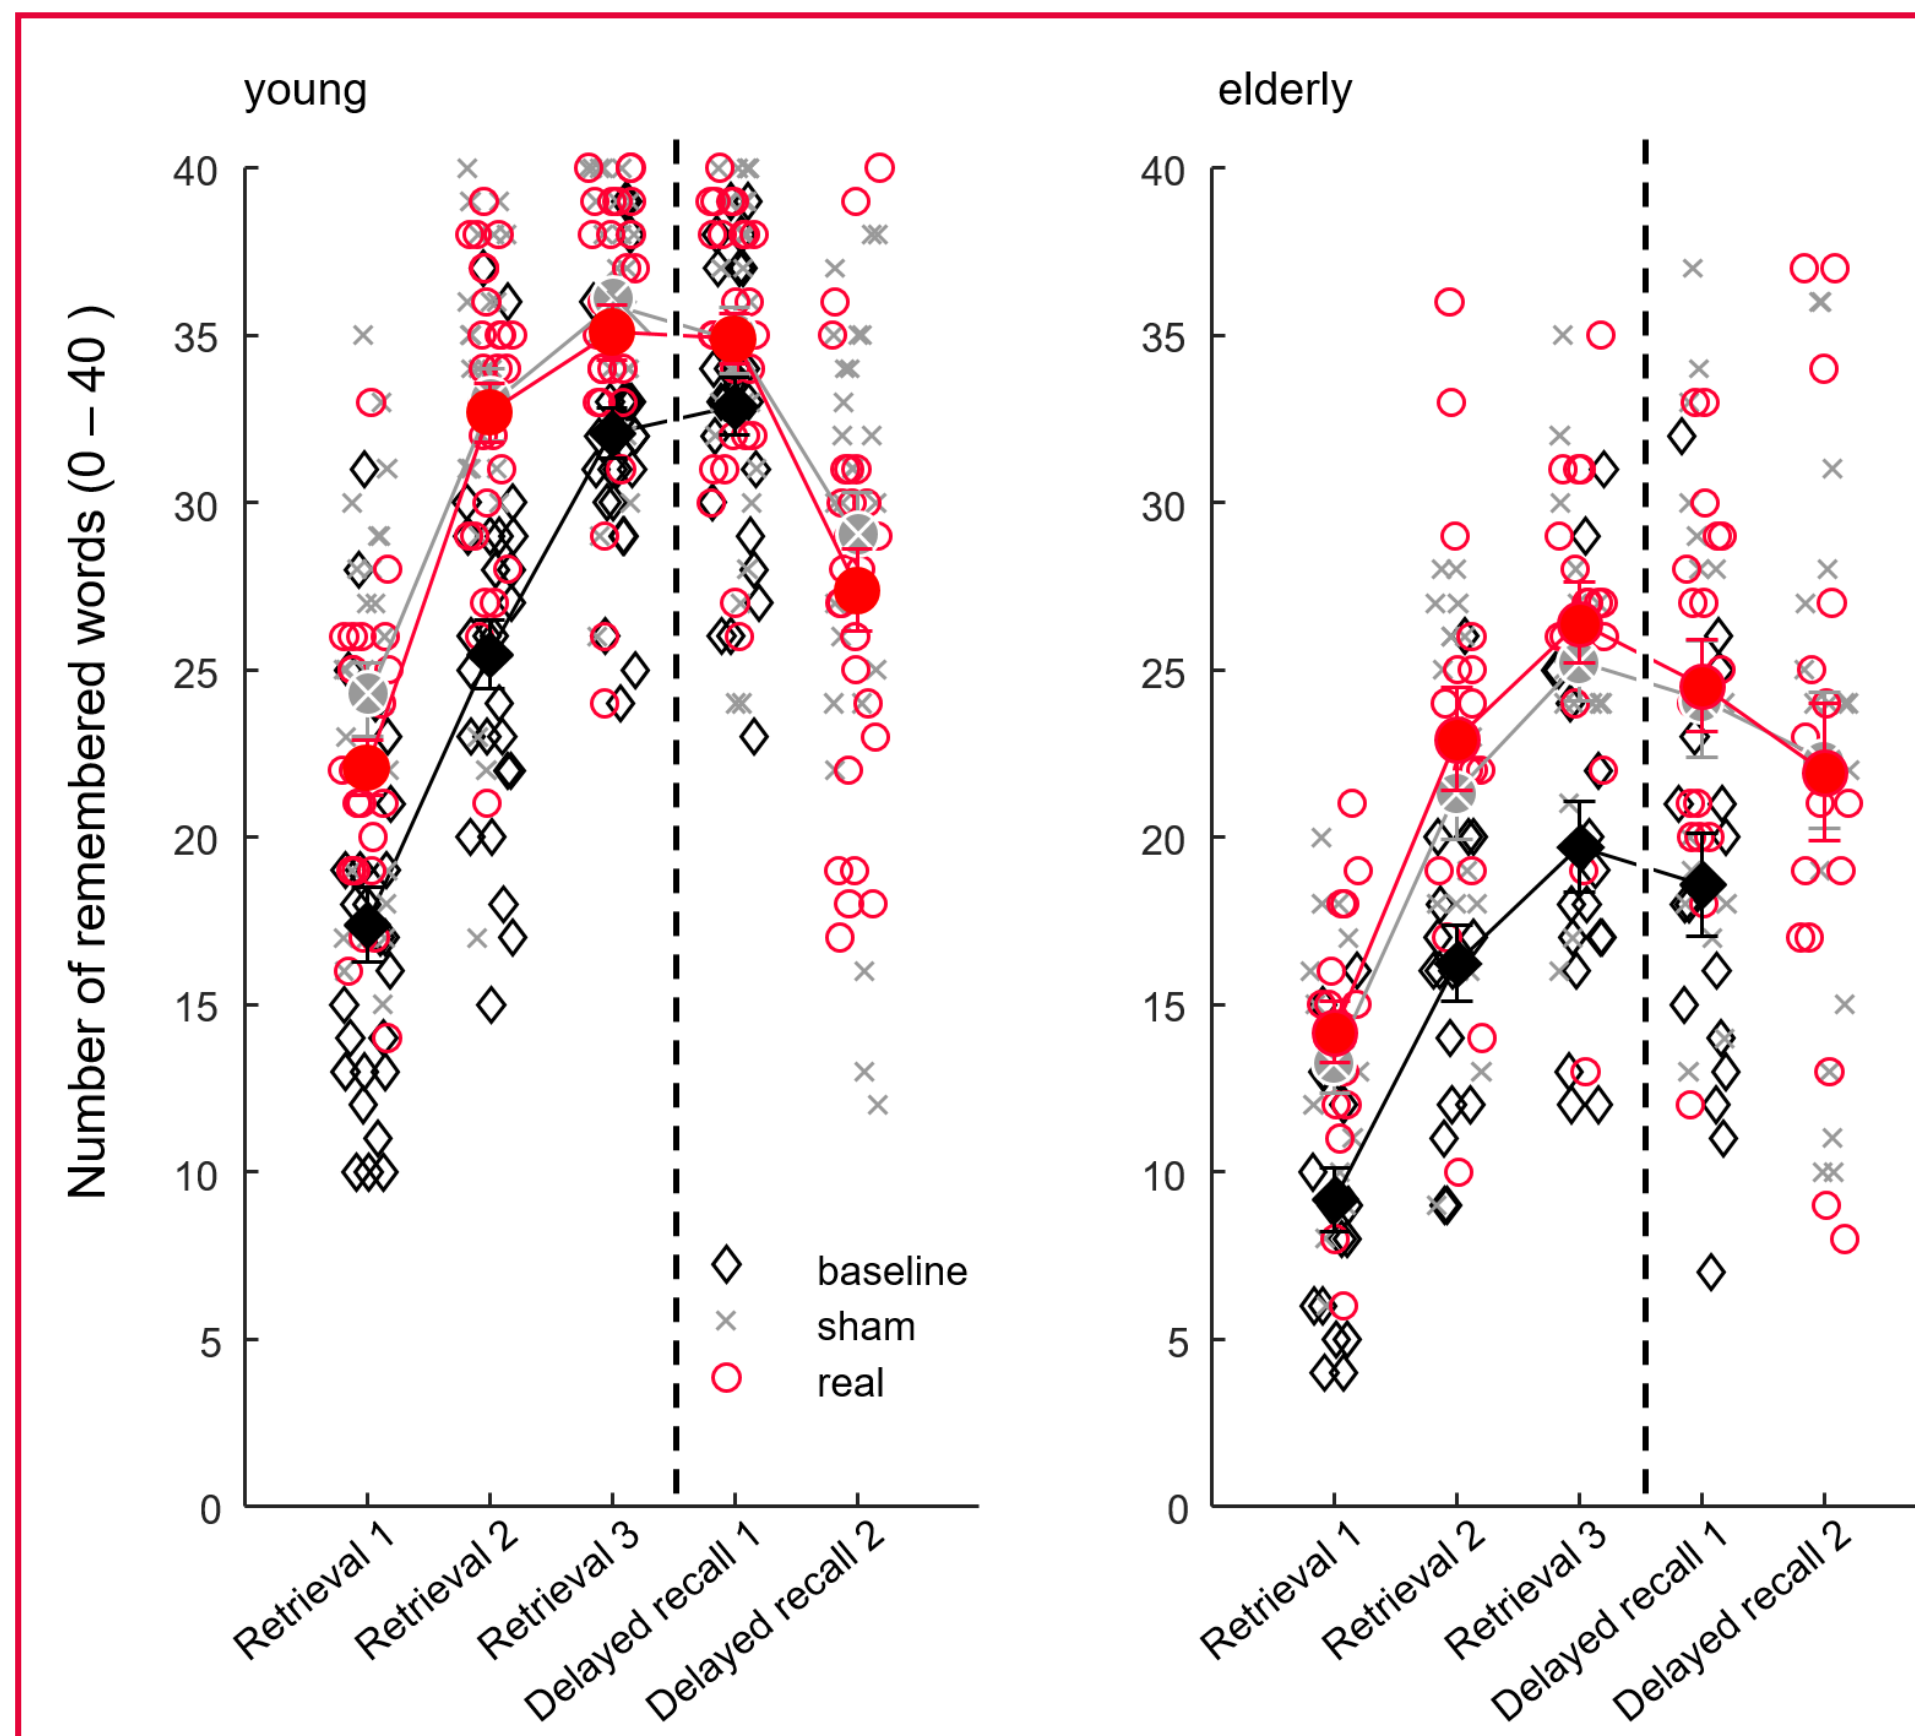 young
elderly
Number of remembered words (0 – 40 )
40
35
30
25
20
15
10
5
0
baseline
sham
real
Retrieval 1
Retrieval 2
Retrieval 3
Delayed recall 1
Delayed recall 2
40
35
30
25
20
15
10
5
0
Retrieval 1
Retrieval 2
Retrieval 3
Delayed recall 1
Delayed recall 2